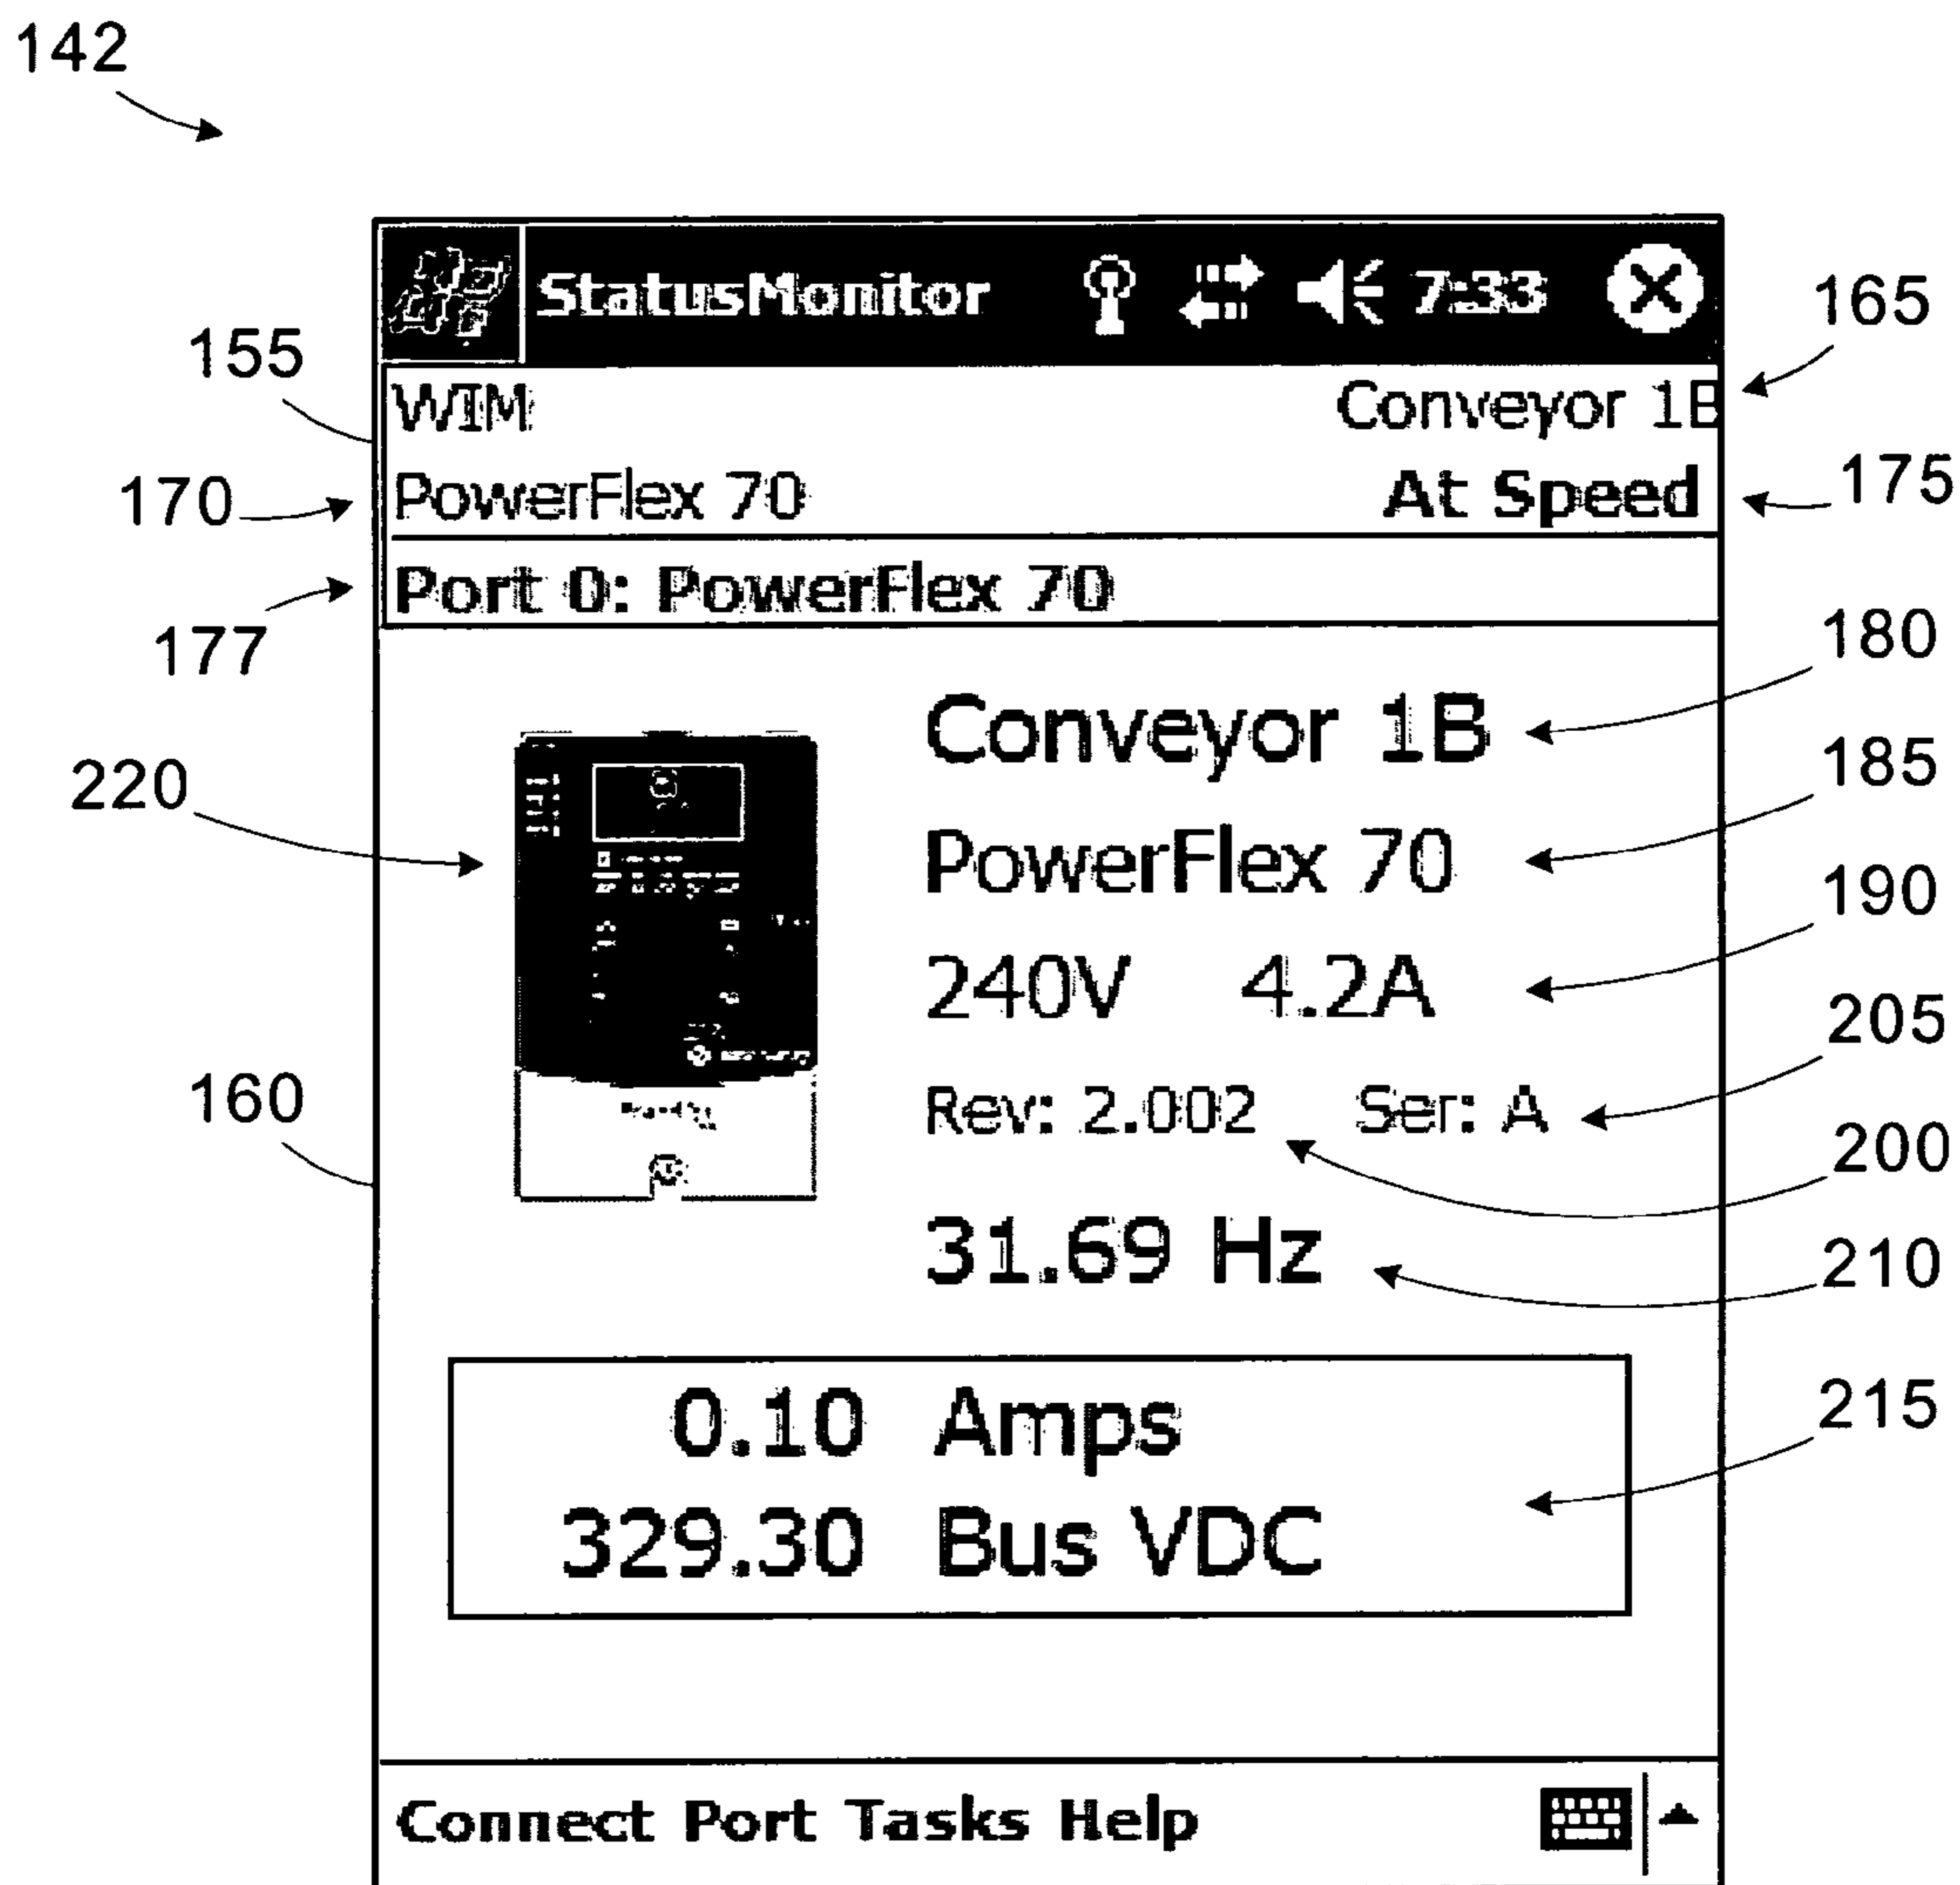 142
StatusMonitor 7:33
165
155
WIM Conveyor 1B
170 PowerFlex 70 At Speed 175
177 Port 0: PowerFlex 70
180
Conveyor 1B
185
220
PowerFlex 70
190
240V 4.2A
205
160 Rev: 2.002 Ser: A
200
31.69 Hz 210
0.10 Amps 215
329.30 Bus VDC
Connect Port Tasks Help